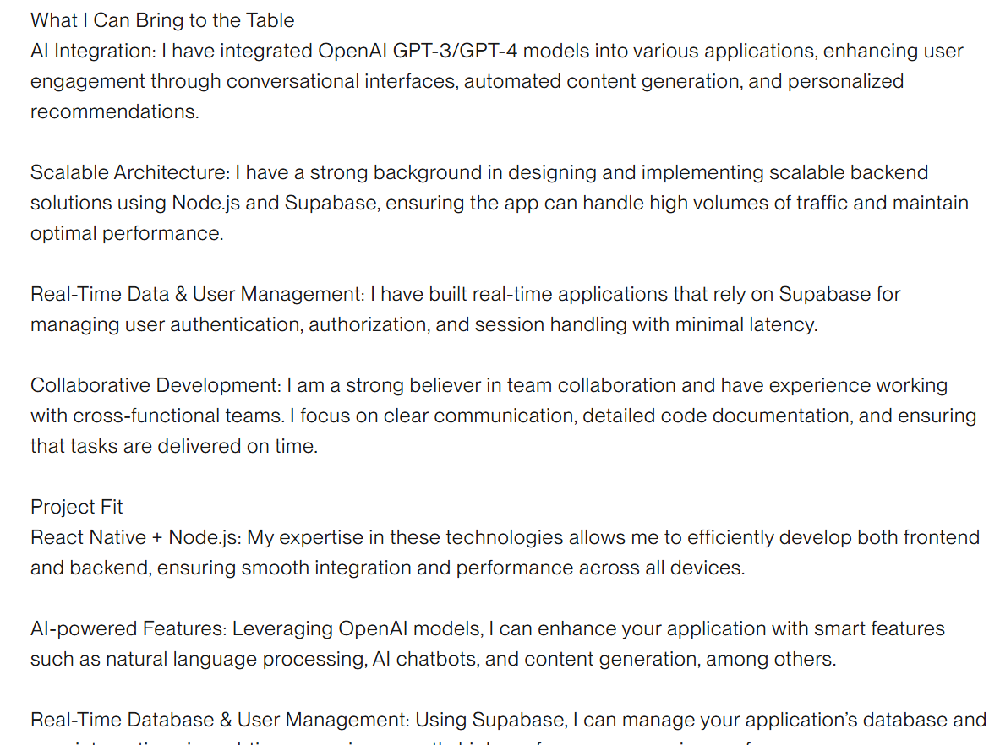 What I Can Bring to the Table
AI Integration: I have integrated OpenAI GPT-3/GPT-4 models into various applications, enhancing user
engagement through conversational interfaces, automated content generation, and personalized
recommendations.
Scalable Architecture: I have a strong background in designing and implementing scalable backend
solutions using Node.js and Supabase, ensuring the app can handle high volumes of traffic and maintain
optimal performance.
Real-Time Data & User Management: I have built real-time applications that rely on Supabase for
managing user authentication, authorization, and session handling with minimal latency.
Collaborative Development: I am a strong believer in team collaboration and have experience working
with cross-functional teams. I focus on clear communication, detailed code documentation, and ensuring
that tasks are delivered on time.
Project Fit
React Native + Node.js: My expertise in these technologies allows me to efficiently develop both frontend
and backend, ensuring smooth integration and performance across all devices.
AI-powered Features: Leveraging OpenAI models, I can enhance your application with smart features
such as natural language processing, AI chatbots, and content generation, among others.
Real-Time Database & User Management: Using Supabase, I can manage your application’s database and